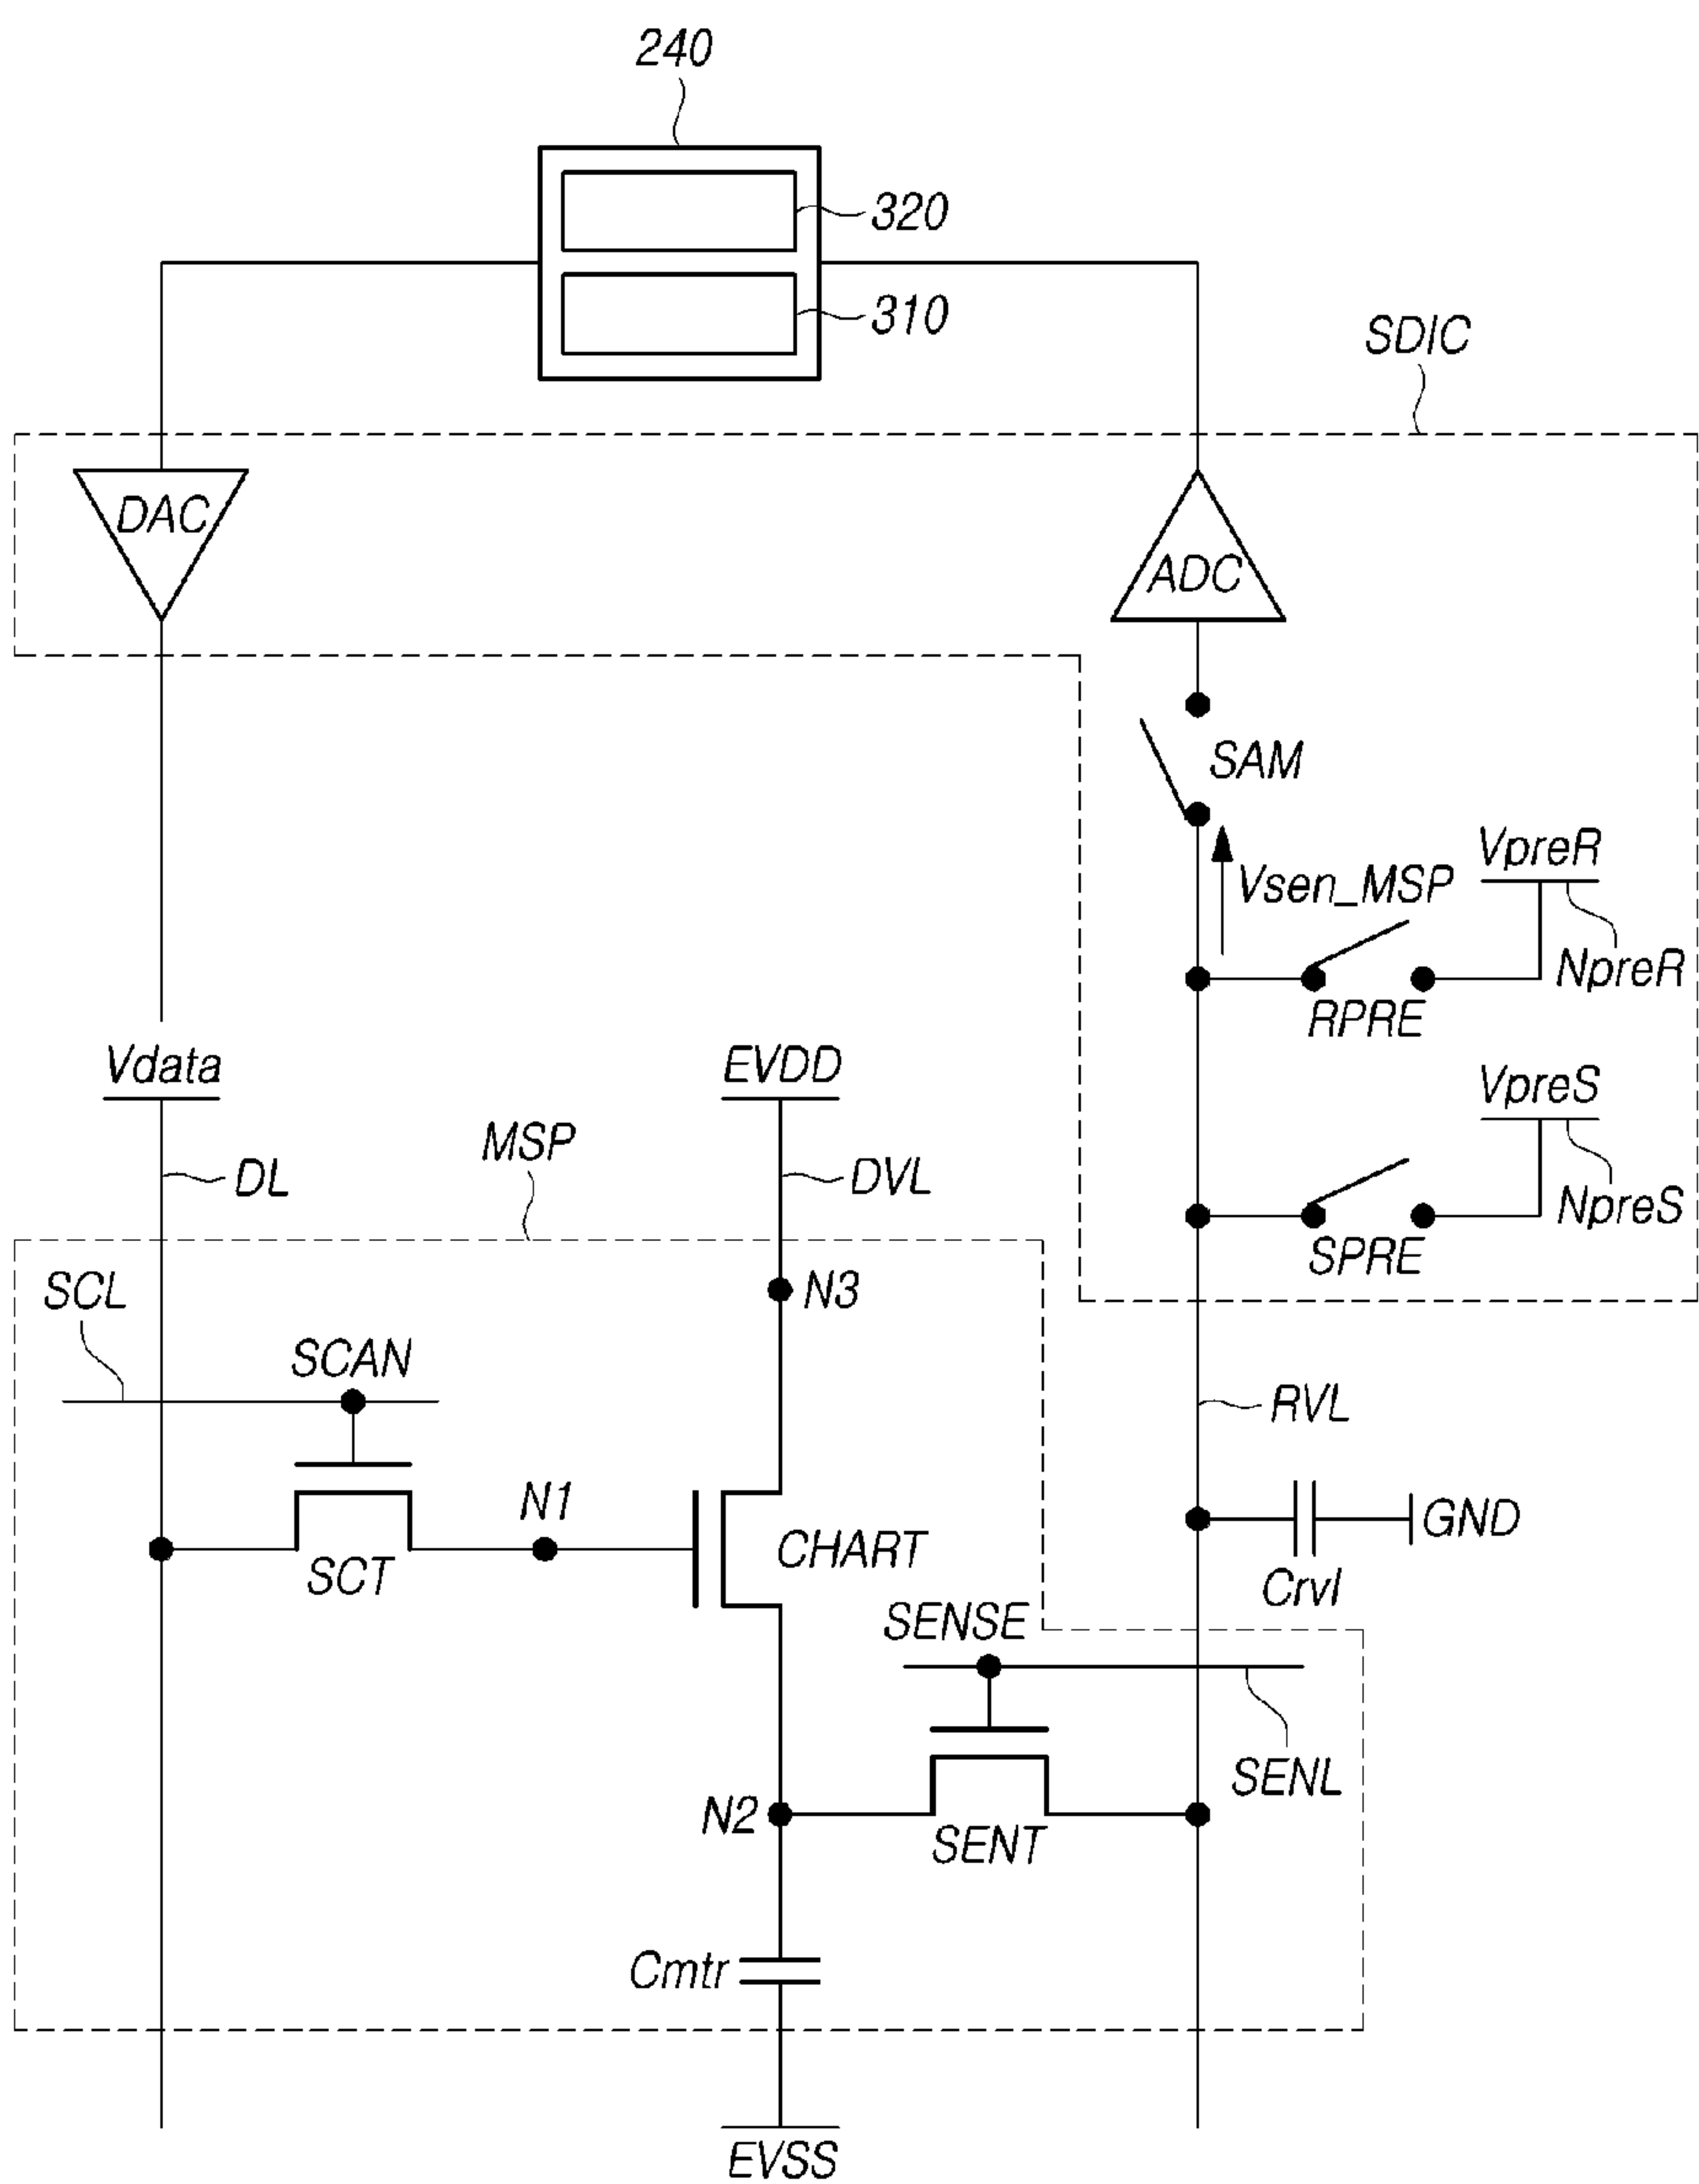 240
320
310
SDIC
DAC
ADC
SAM
VpreR
Vsen_MSP
NpreR
RPRE
Vdata
EVDD
VpreS
MSP
DL
DVL
NpreS
SPRE
SCL
N3
SCAN
RVL
N1
GND
CHART
SCT
Crvl
SENSE
SENL
N2
SENT
Cmtr
EVSS